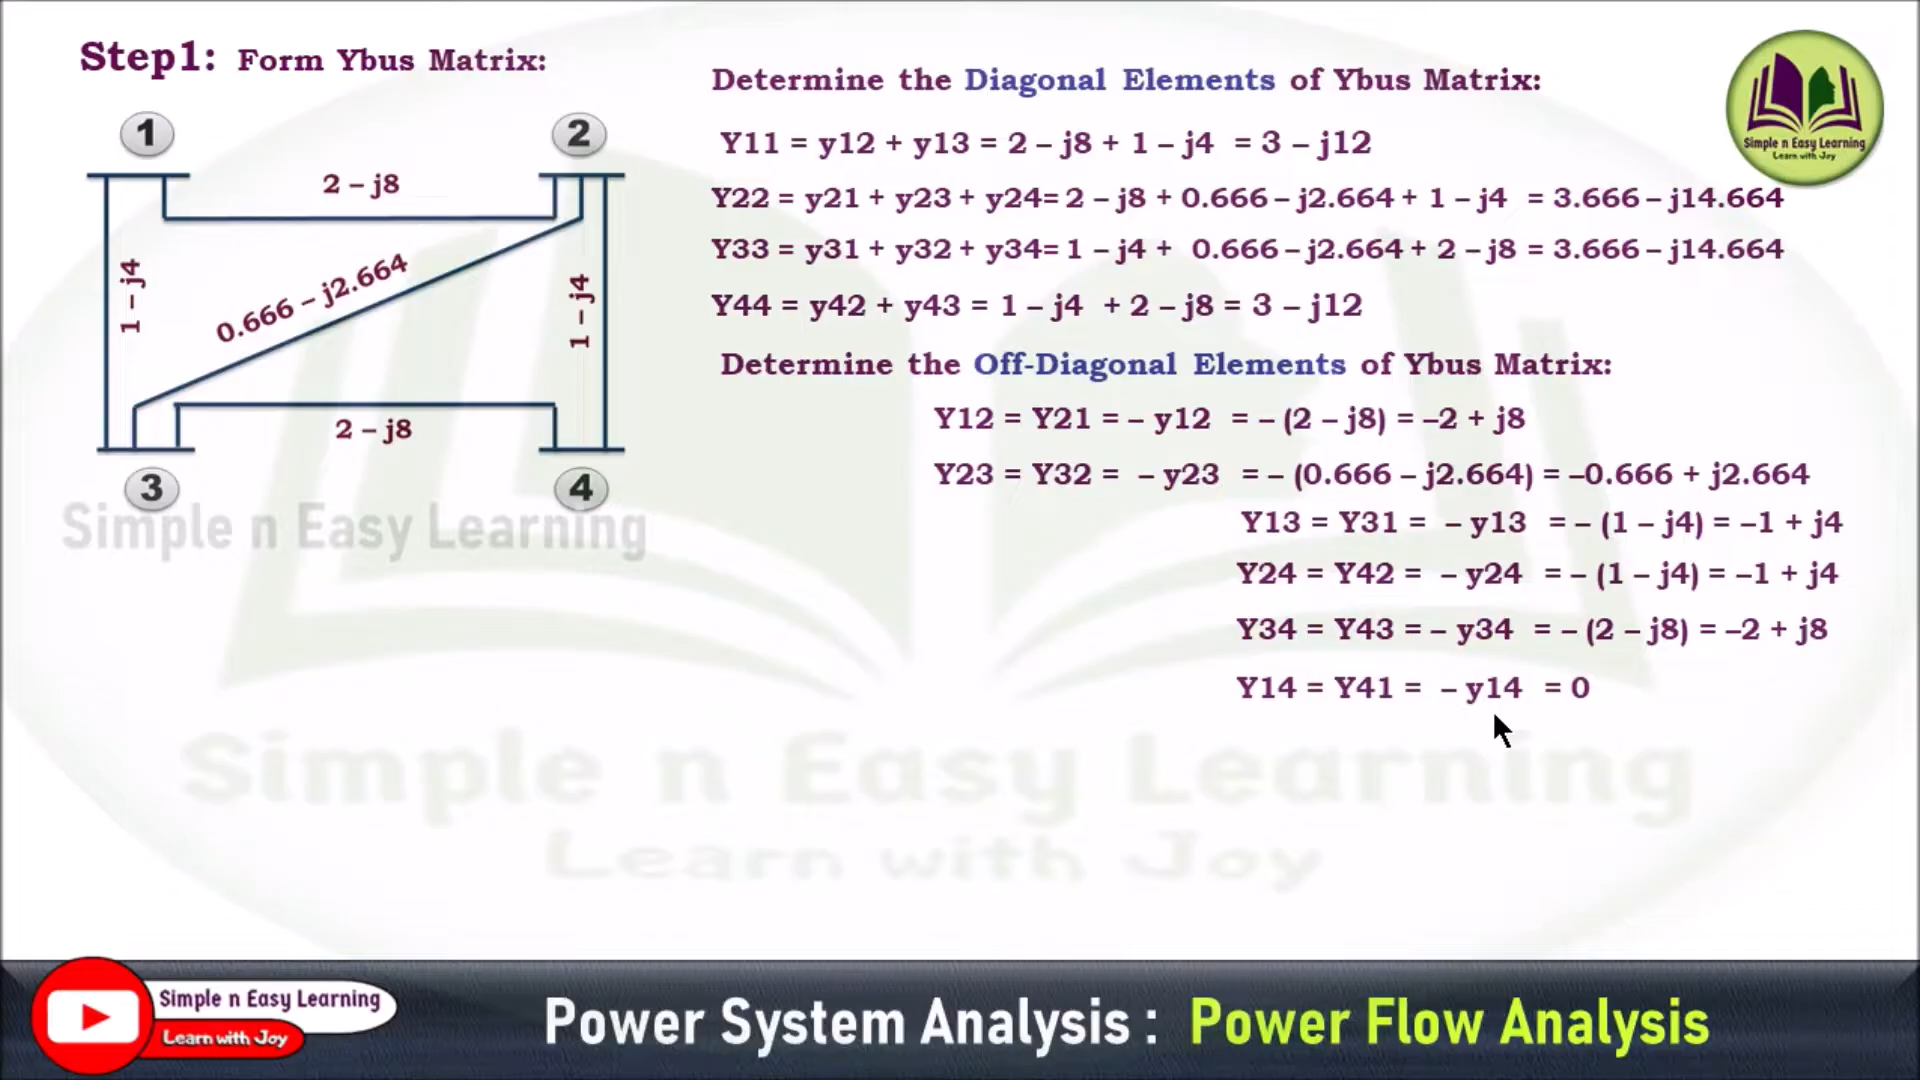 Step1: Form Ybus Matrix:
1
2
2 – j8
1 – j4
0.666 – j2.664
1 – j4
2 – j8
3
4
Simple n Easy Learning
Determine the Diagonal Elements of Ybus Matrix:
Y11 = y12 + y13 = 2 – j8 + 1 – j4 = 3 – j12
Y22 = y21 + y23 + y24= 2 – j8 + 0.666 – j2.664 + 1 – j4 = 3.666 – j14.664
Y33 = y31 + y32 + y34= 1 – j4 + 0.666 – j2.664 + 2 – j8 = 3.666 – j14.664
Y44 = y42 + y43 = 1 – j4 + 2 – j8 = 3 – j12
Determine the Off-Diagonal Elements of Ybus Matrix:
Y12 = Y21 = – y12 = – (2 – j8) = –2 + j8
Y23 = Y32 = – y23 = – (0.666 – j2.664) = –0.666 + j2.664
Y13 = Y31 = – y13 = – (1 – j4) = –1 + j4
Y24 = Y42 = – y24 = – (1 – j4) = –1 + j4
Y34 = Y43 = – y34 = – (2 – j8) = –2 + j8
Y14 = Y41 = – y14 = 0
Simple n Easy Learning
Learn with Joy
Simple n Easy Learning
Learn with Joy
Simple n Easy Learning
Learn with Joy
Power System Analysis : Power Flow Analysis